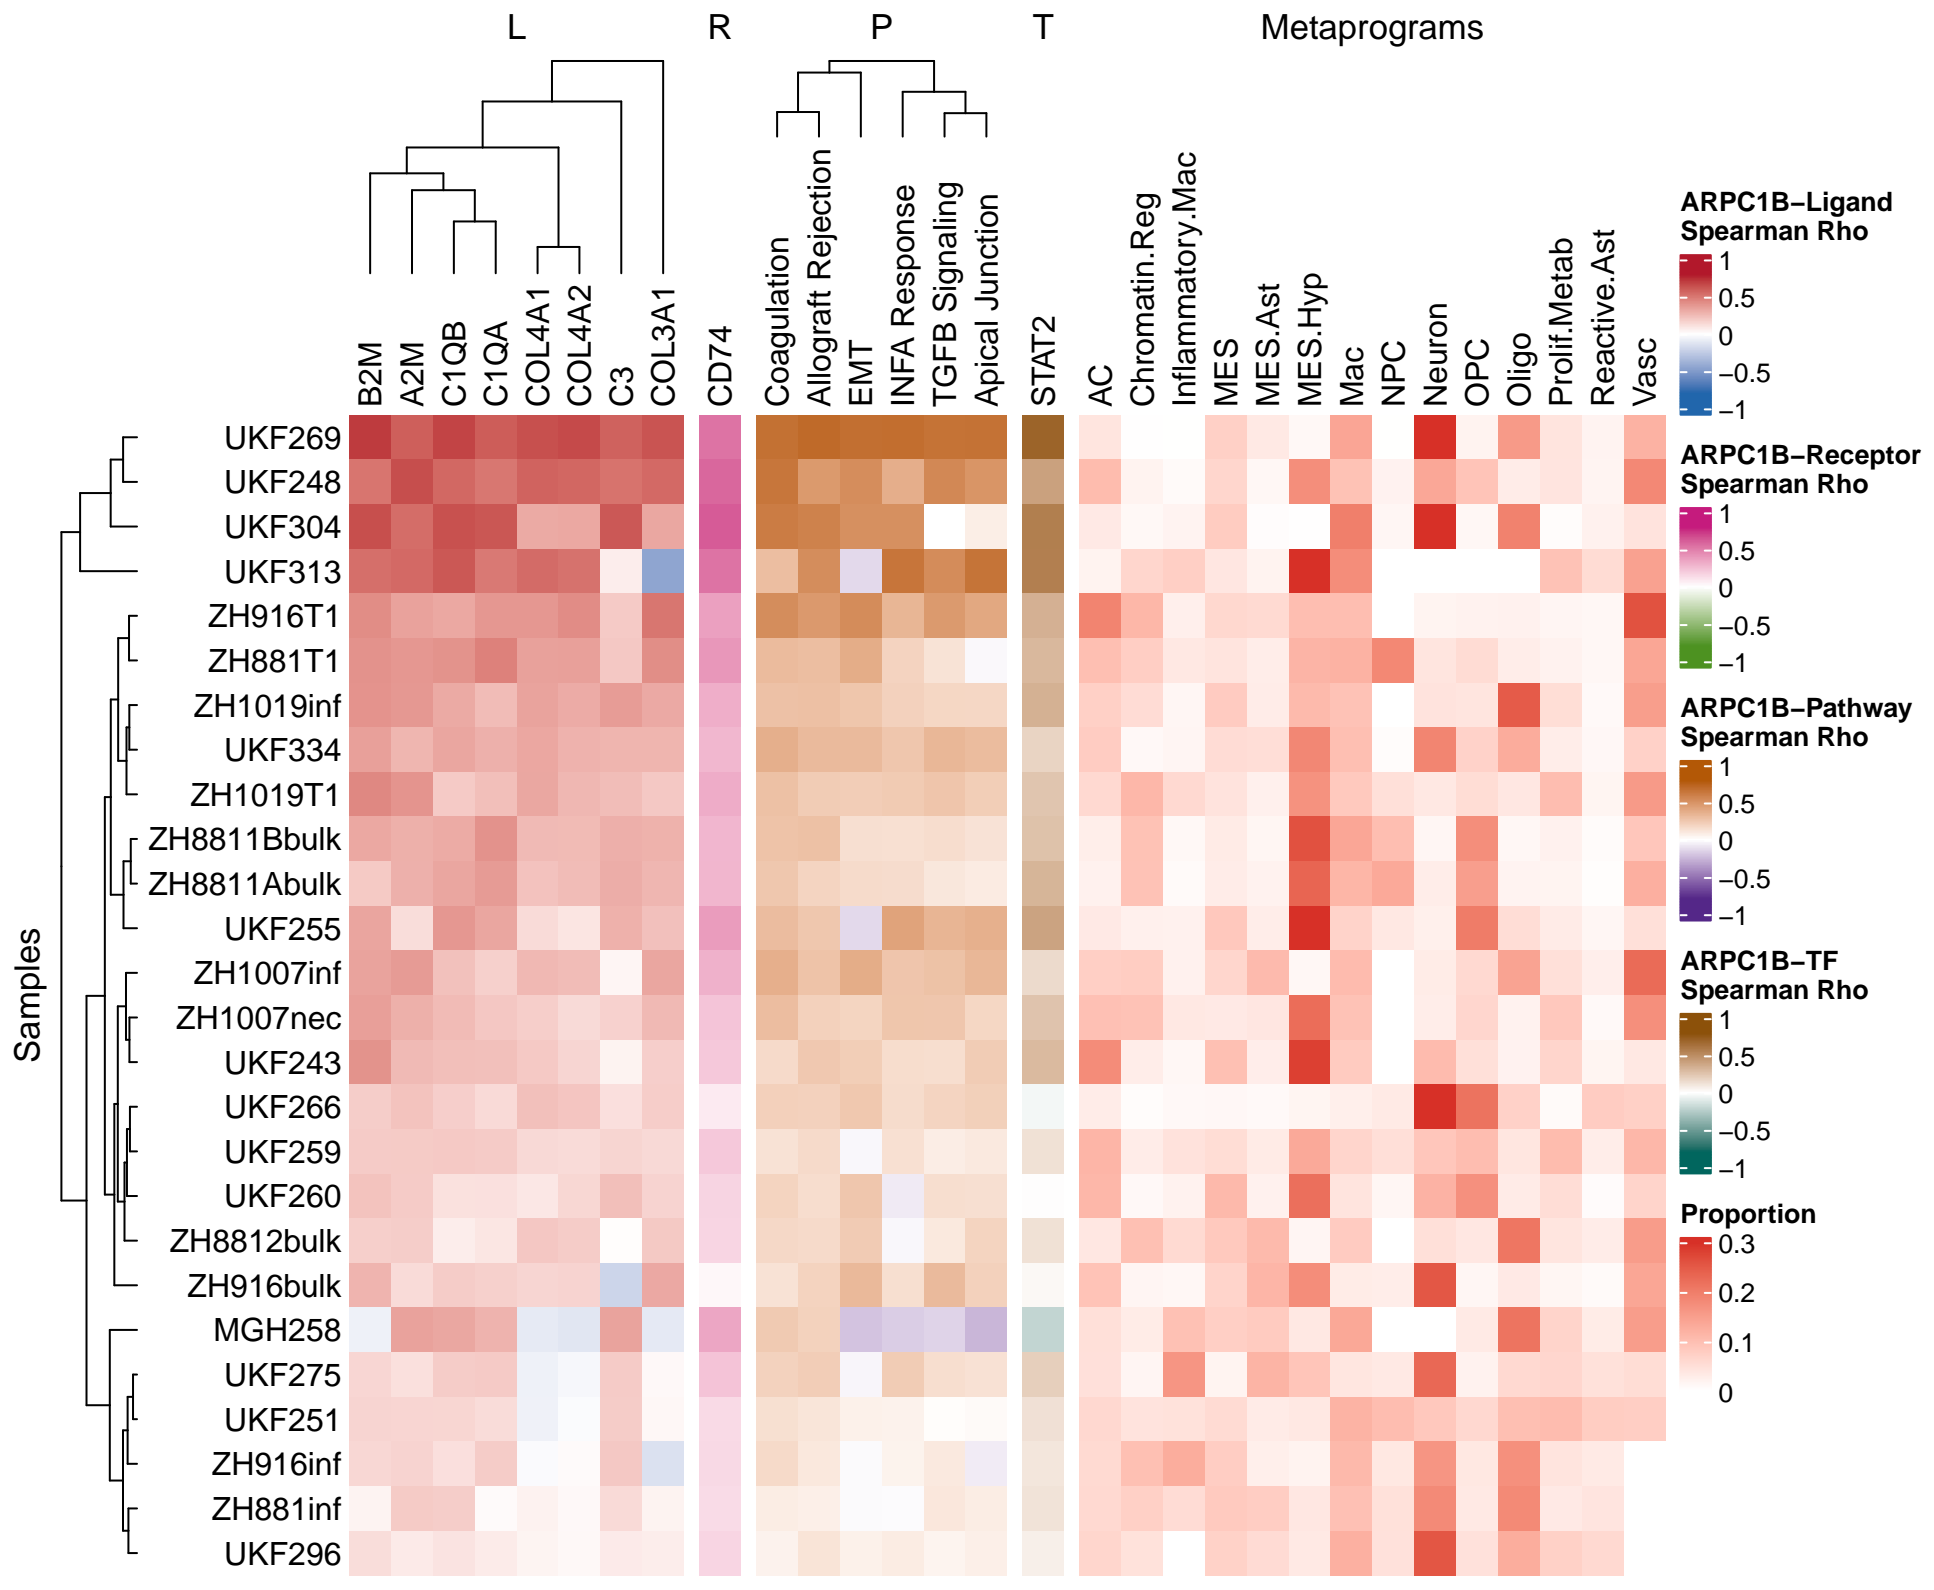 L R P T Metaprograms
B2M
A2M
C1QB
C1QA
COL4A1
COL4A2
C3
COL3A1
CD74
Coagulation
Allograft Rejection
EMT
INFA Response
TGFB Signaling
Apical Junction
STAT2
AC
Chromatin.Reg
Inflammatory.Mac
MES
MES.Ast
MES.Hyp
Mac
NPC
Neuron
OPC
Oligo
Prolif.Metab
Reactive.Ast
Vasc
Samples
UKF269
UKF248
UKF304
UKF313
ZH916T1
ZH881T1
ZH1019inf
UKF334
ZH1019T1
ZH8811Bbulk
ZH8811Abulk
UKF255
ZH1007inf
ZH1007nec
UKF243
UKF266
UKF259
UKF260
ZH8812bulk
ZH916bulk
MGH258
UKF275
UKF251
ZH916inf
ZH881inf
UKF296
ARPC1B−Ligand
Spearman Rho
1
0.5
0
−0.5
−1
ARPC1B−Receptor
Spearman Rho
1
0.5
0
−0.5
−1
ARPC1B−Pathway
Spearman Rho
1
0.5
0
−0.5
−1
ARPC1B−TF
Spearman Rho
1
0.5
0
−0.5
−1
Proportion
0.3
0.2
0.1
0